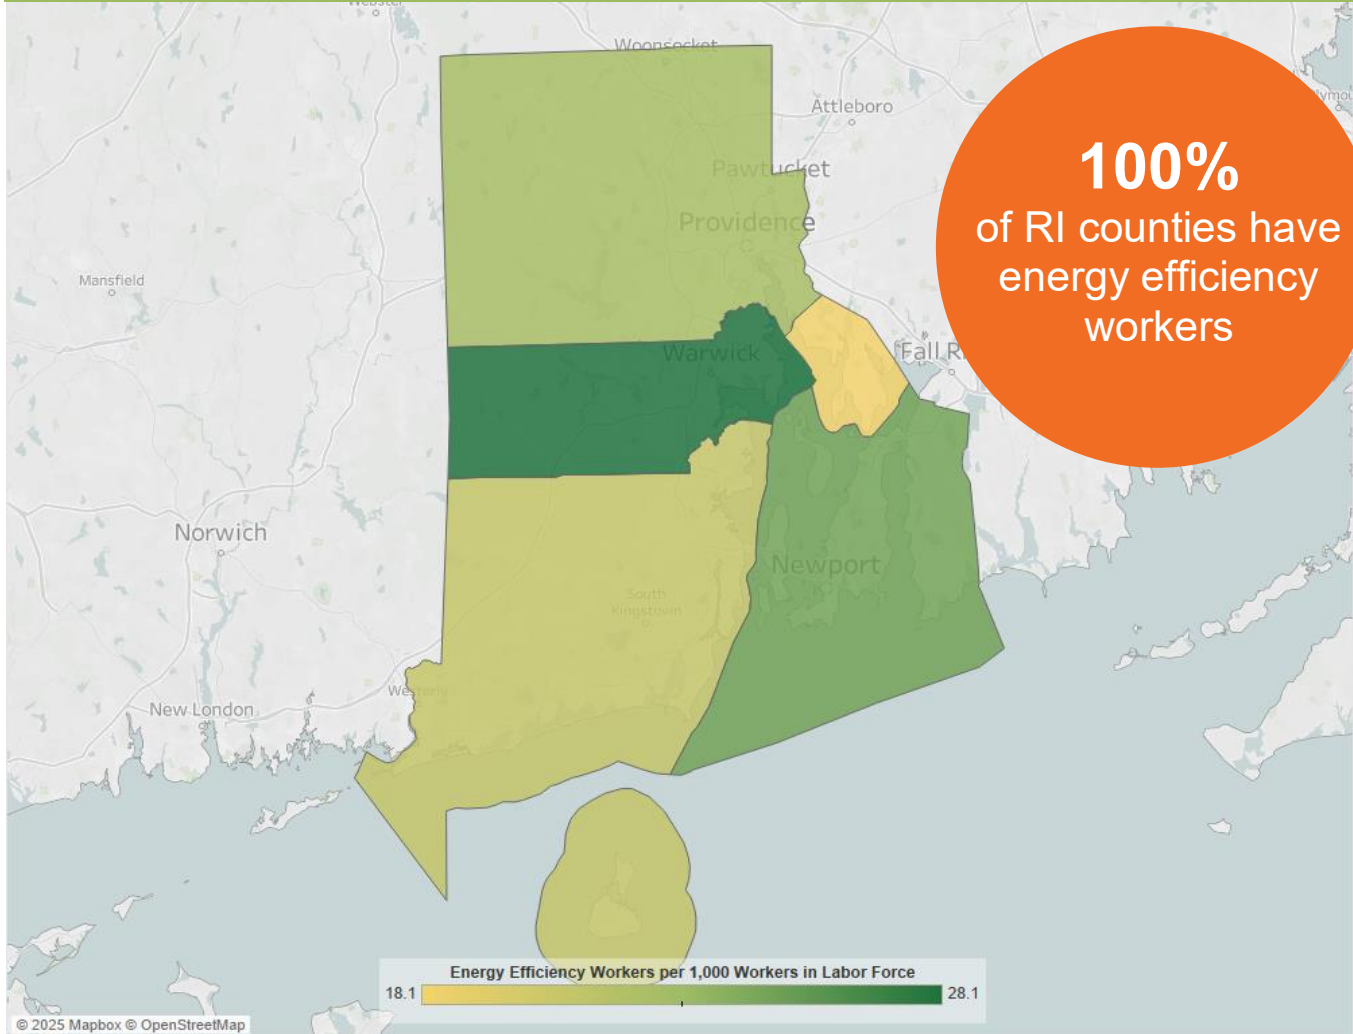 Webster
Woonsocket
Attleboro
Pawtucket
Providence
Mansfield
Warwick
Norwich
Newport
South
Kingstown
New London
100%
of RI counties have
energy efficiency
workers
Energy Efficiency Workers per 1,000 Workers in Labor Force
18.1
28.1
© 2025 Mapbox © OpenStreetMap